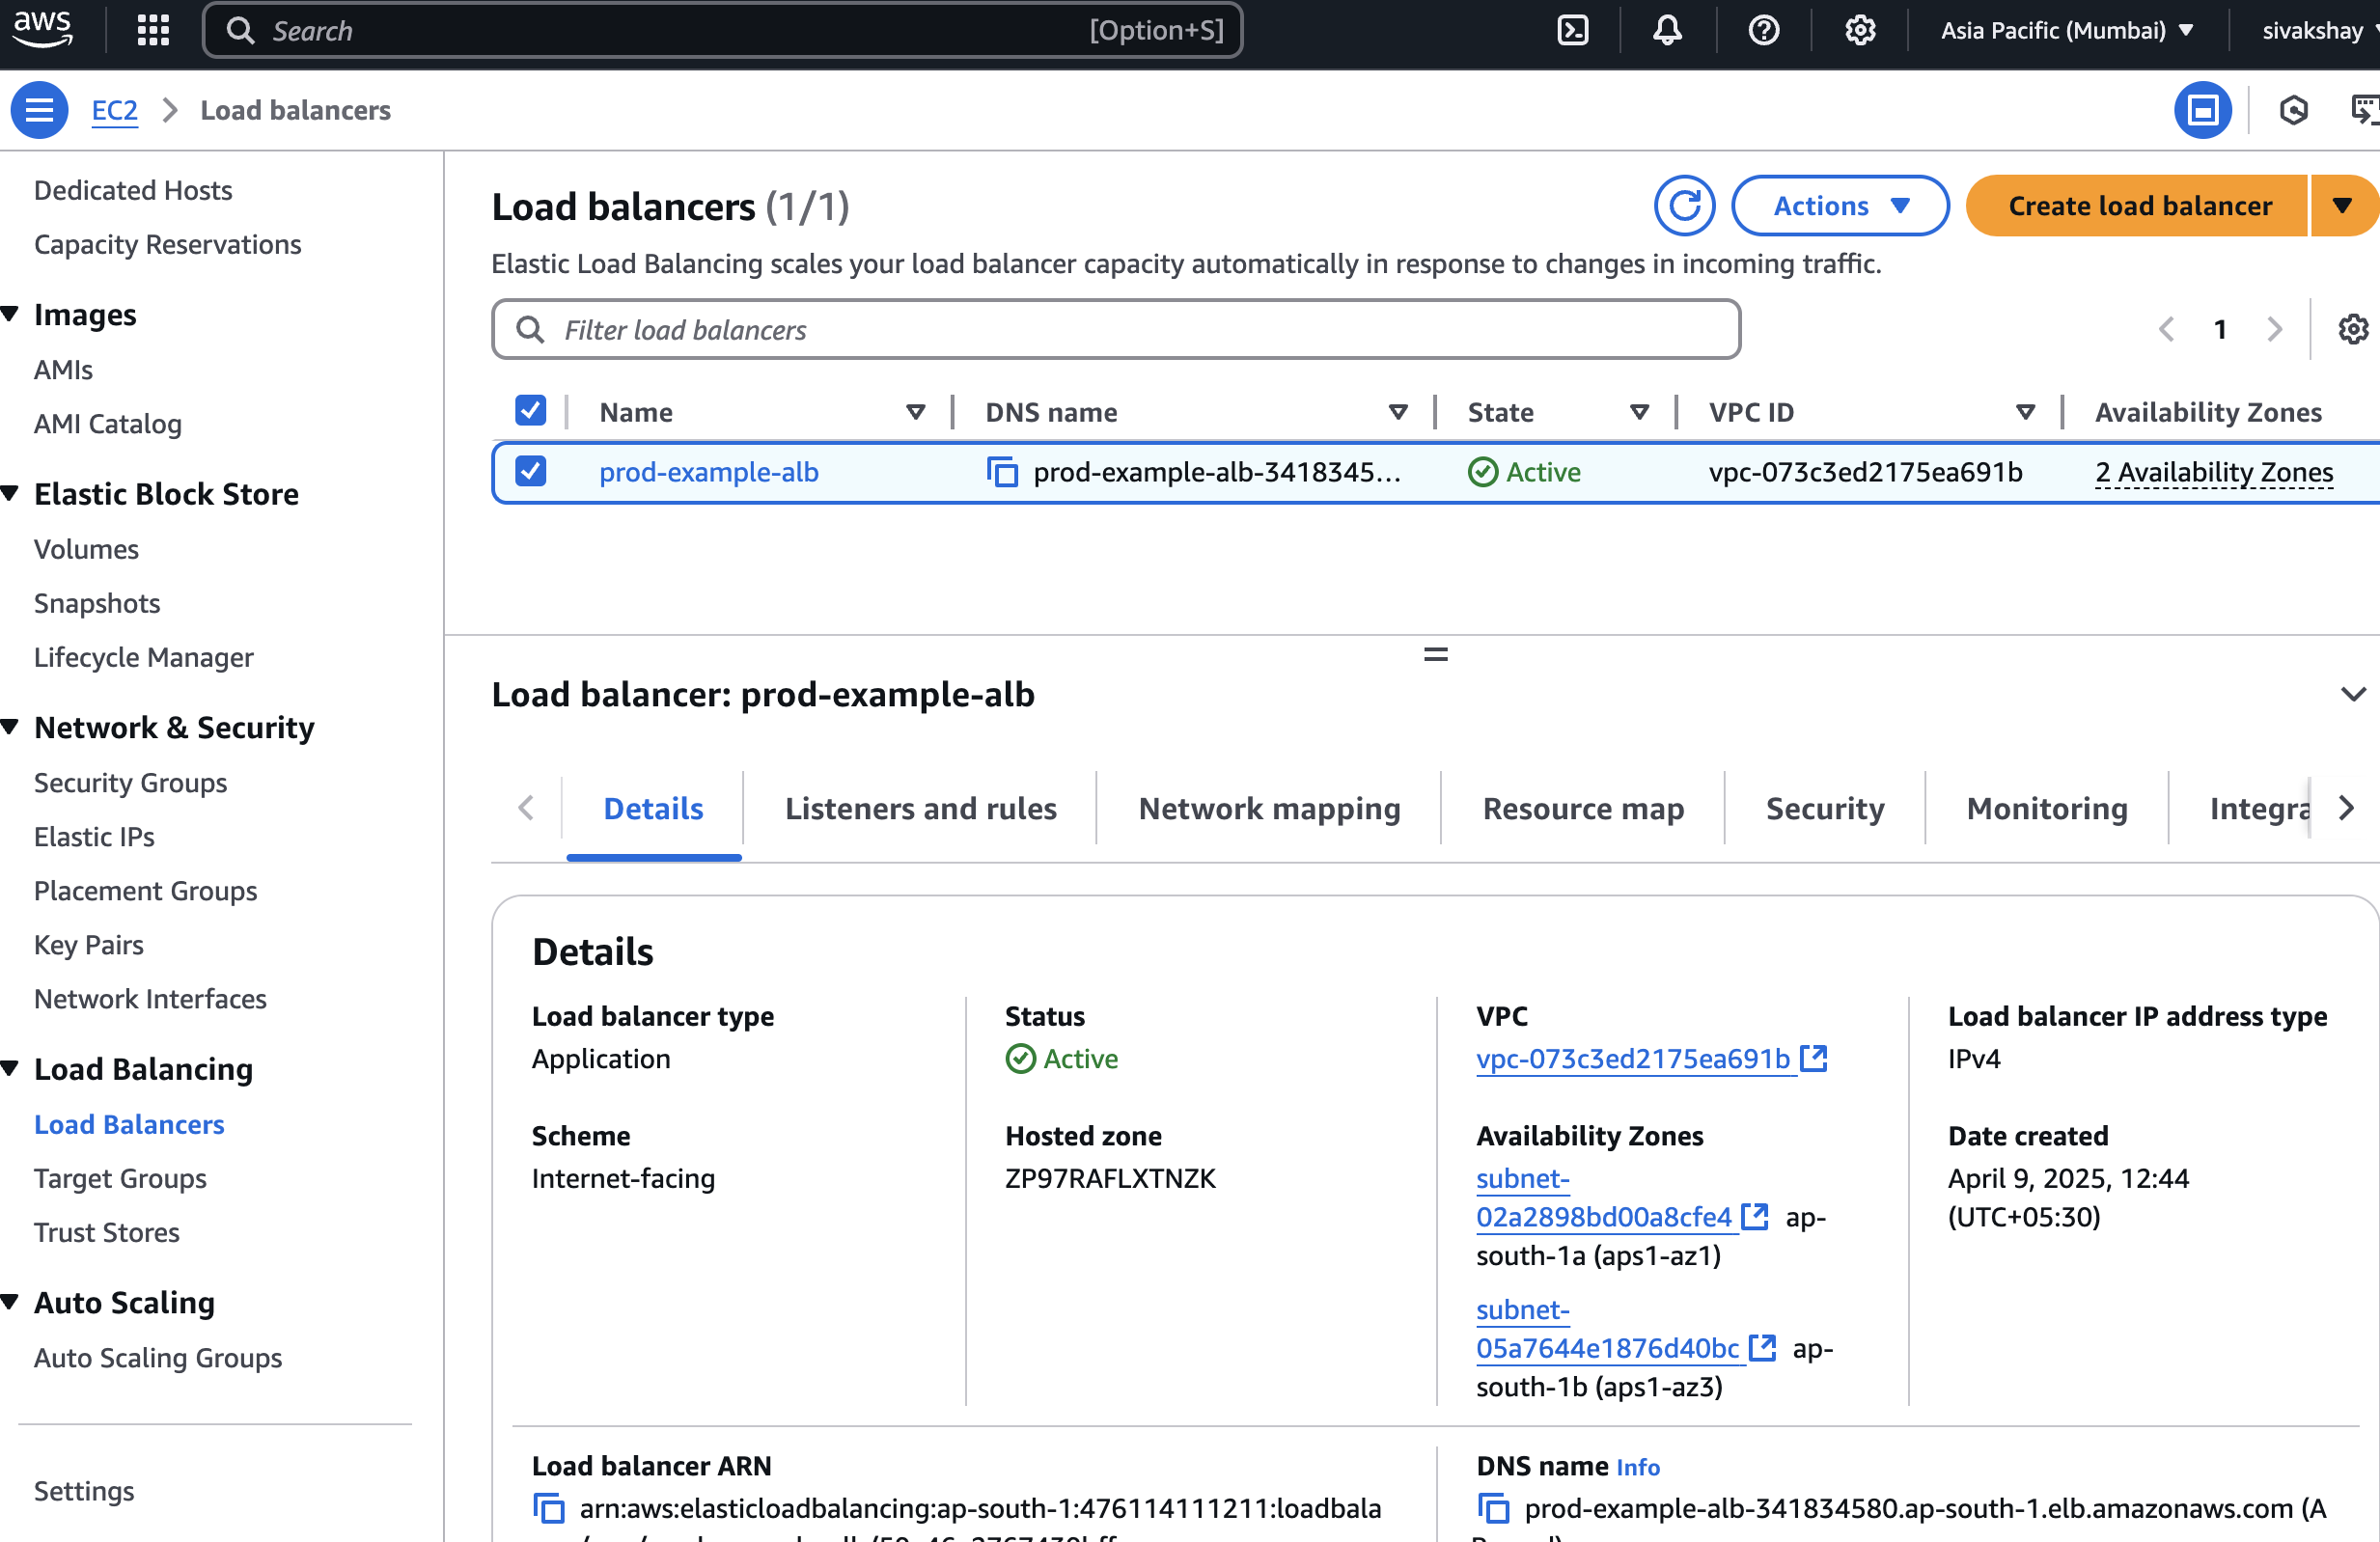 aws
Search
[Option+S]
Asia Pacific (Mumbai)
sivakshay
EC2
Load balancers
Dedicated Hosts
Capacity Reservations
Images
AMIs
AMI Catalog
Elastic Block Store
Volumes
Snapshots
Lifecycle Manager
Network & Security
Security Groups
Elastic IPs
Placement Groups
Key Pairs
Network Interfaces
Load Balancing
Load Balancers
Target Groups
Trust Stores
Auto Scaling
Auto Scaling Groups
Settings
Load balancers (1/1)
Actions
Create load balancer
Elastic Load Balancing scales your load balancer capacity automatically in response to changes in incoming traffic.
Filter load balancers
1
Name
DNS name
State
VPC ID
Availability Zones
prod-example-alb
prod-example-alb-3418345...
Active
vpc-073c3ed2175ea691b
2 Availability Zones
Load balancer: prod-example-alb
Details
Listeners and rules
Network mapping
Resource map
Security
Monitoring
Integra
Details
Load balancer type
Application
Scheme
Internet-facing
Status
Active
Hosted zone
ZP97RAFLXTNZK
VPC
vpc-073c3ed2175ea691b
Availability Zones
subnet-
02a2898bd00a8cfe4 ap-
south-1a (aps1-az1)
subnet-
05a7644e1876d40bc ap-
south-1b (aps1-az3)
Load balancer IP address type
IPv4
Date created
April 9, 2025, 12:44
(UTC+05:30)
Load balancer ARN
arn:aws:elasticloadbalancing:ap-south-1:476114111211:loadbala
DNS name Info
prod-example-alb-341834580.ap-south-1.elb.amazonaws.com (A